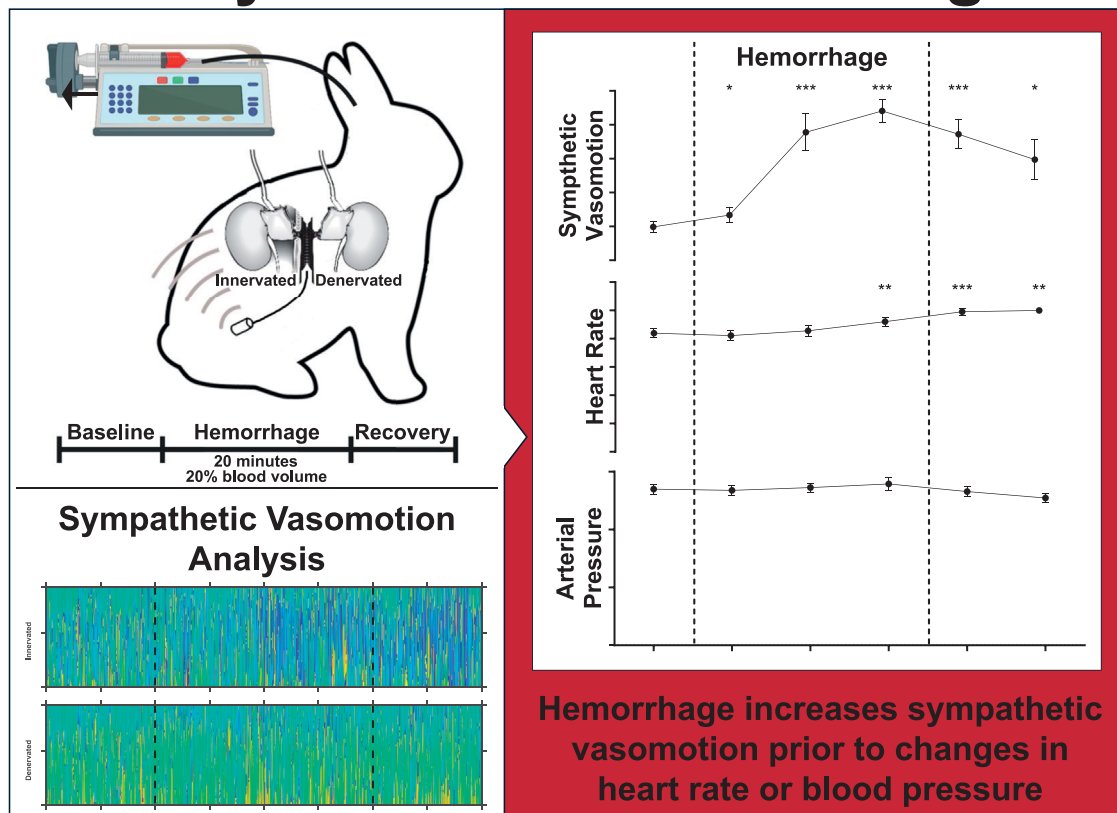 Innervated
Denervated
Baseline
Hemorrhage
Recovery
20 minutes
20% blood volume
Sympathetic Vasomotion
Analysis
Innervated
Denervated
Hemorrhage
* *** *** *** *
Sympthetic
Vasomotion
** *** **
Heart Rate
Arterial
Pressure
Hemorrhage increases sympathetic
vasomotion prior to changes in
heart rate or blood pressure